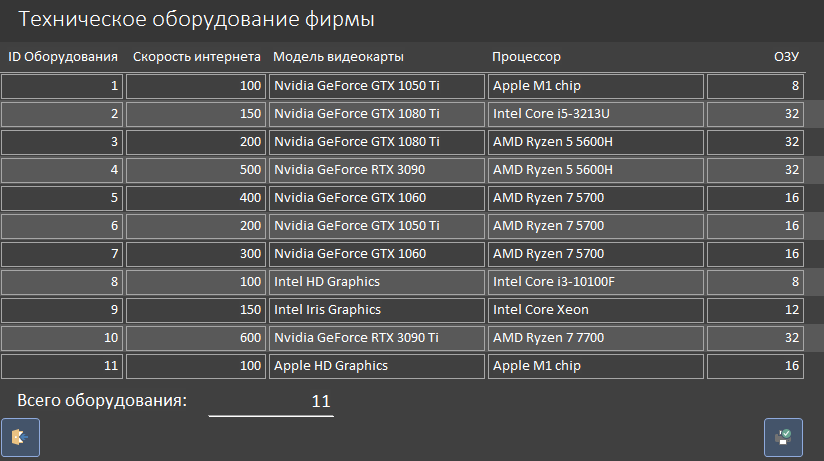 Техническое оборудование фирмы
ID Оборудования Скорость интернета Модель видеокарты Процессор ОЗУ
1 100 Nvidia GeForce GTX 1050 Ti Apple M1 chip 8
2 150 Nvidia GeForce GTX 1080 Ti Intel Core i5-3213U 32
3 200 Nvidia GeForce GTX 1080 Ti AMD Ryzen 5 5600H 32
4 500 Nvidia GeForce RTX 3090 AMD Ryzen 5 5600H 32
5 400 Nvidia GeForce GTX 1060 AMD Ryzen 7 5700 16
6 200 Nvidia GeForce GTX 1050 Ti AMD Ryzen 7 5700 16
7 300 Nvidia GeForce GTX 1060 AMD Ryzen 7 5700 16
8 100 Intel HD Graphics Intel Core i3-10100F 8
9 150 Intel Iris Graphics Intel Core Xeon 12
10 600 Nvidia GeForce RTX 3090 Ti AMD Ryzen 7 7700 32
11 100 Apple HD Graphics Apple M1 chip 16
Всего оборудования: 11